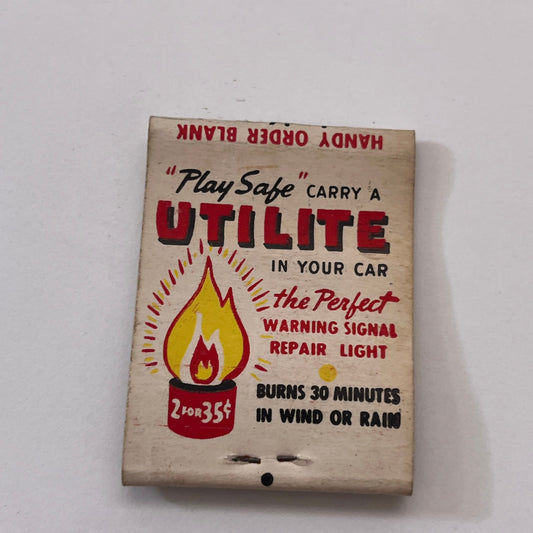 HANDY ORDER BLANK
"Play Safe" CARRY A
UTILITE
IN YOUR CAR
the Perfect
WARNING SIGNAL
REPAIR LIGHT
BURNS 30 MINUTES
IN WIND OR RAIN
2 FOR 35¢